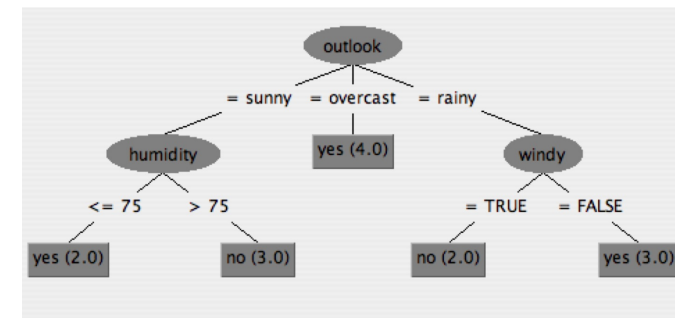 outlook
= sunny = overcast = rainy
humidity yes (4.0) windy
<= 75 > 75 = TRUE = FALSE
yes (2.0) no (3.0) no (2.0) yes (3.0)